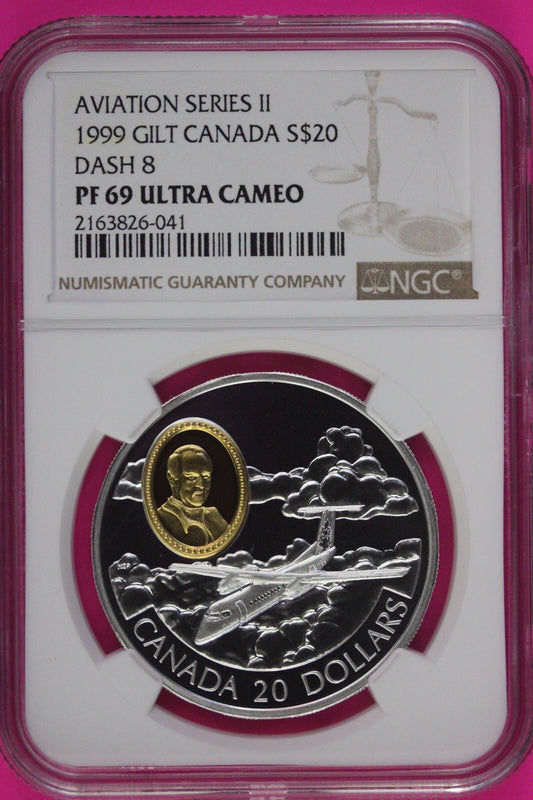 AVIATION SERIES II
1999 GILT CANADA S$20
DASH 8
PF 69 ULTRA CAMEO
2163826-041
NUMISMATIC GUARANTY COMPANY
NGC®
CANADA 20 DOLLARS